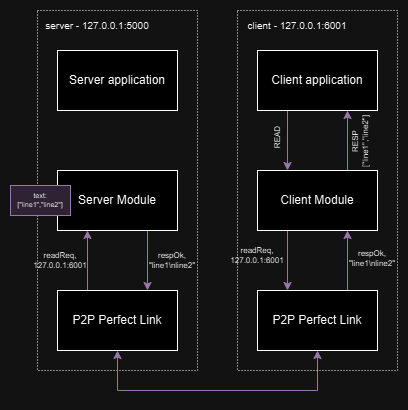 server - 127.0.0.1:5000
client - 127.0.0.1:6001
Server application
Client application
READ
RESP
["line1","line2"]
text:
["line1","line2"]
Server Module
Client Module
readReq,
127.0.0.1:6001
respOk,
"line1\nline2"
readReq,
127.0.0.1:6001
respOk,
"line1\nline2"
P2P Perfect Link
P2P Perfect Link